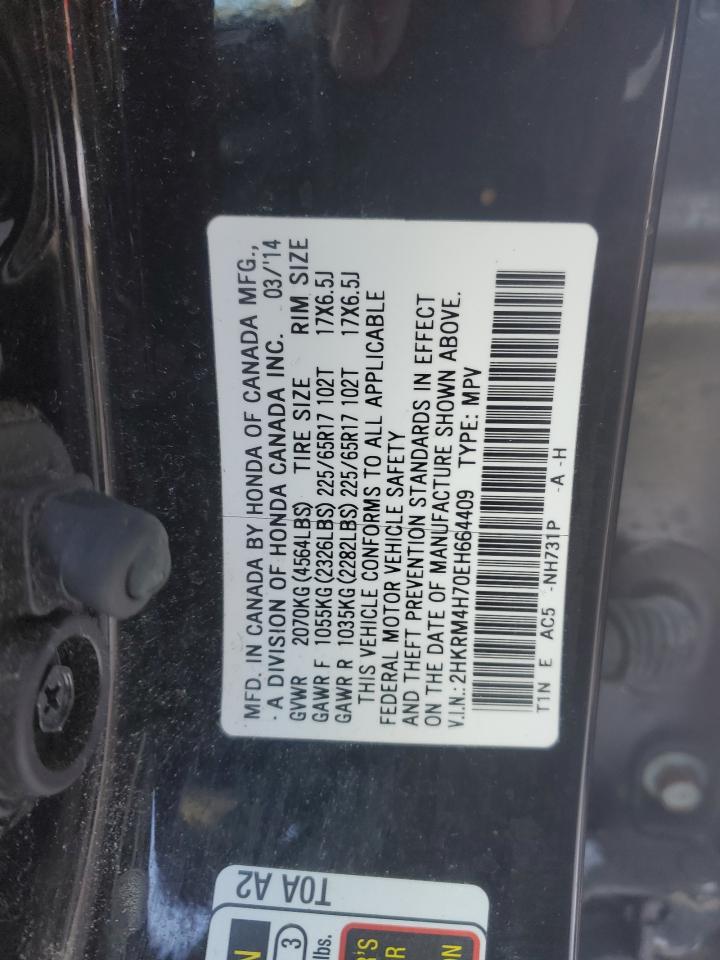 MFD. IN CANADA BY HONDA OF CANADA MFG.,
- A DIVISION OF HONDA CANADA INC. 03/'14
GVWR 2070KG(4564LBS) TIRE SIZE RIM SIZE
GAWR F 1055KG(2326LBS) 225/65R17 102T 17X6.5J
GAWR R 1035KG(2282LBS) 225/65R17 102T 17X6.5J
THIS VEHICLE CONFORMS TO ALL APPLICABLE
FEDERAL MOTOR VEHICLE SAFETY
AND THEFT PREVENTION STANDARDS IN EFFECT
ON THE DATE OF MANUFACTURE SHOWN ABOVE.
V.I.N.:2HKRM4H70EH664409 TYPE: MPV
T1N E AC5 -NH731P -A -H
T0A A2
3
lbs.